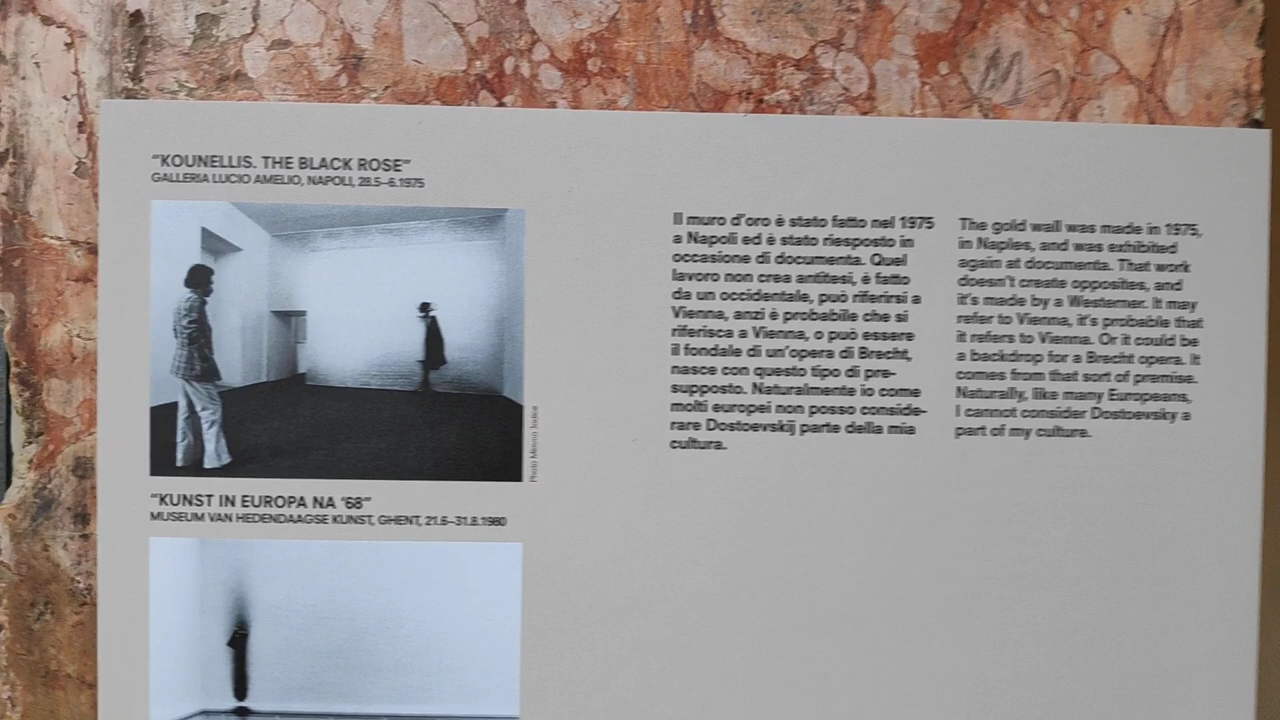 "KOUNELLIS. THE BLACK ROSE"
GALLERIA LUCIO AMELIO, NAPOLI, 28.5–6.1975
Photo Mimmo Jodice
"KUNST IN EUROPA NA '68"
MUSEUM VAN HEDENDAAGSE KUNST, GHENT, 21.6–31.8.1980
Il muro d'oro è stato fatto nel 1975
a Napoli ed è stato riesposto in
occasione di documenta. Quel
lavoro non crea antitesi, è fatto
da un occidentale, può riferirsi a
Vienna, anzi è probabile che si
riferisca a Vienna, o può essere
il fondale di un'opera di Brecht,
nasce con questo tipo di pre-
supposto. Naturalmente io come
molti europei non posso conside-
rare Dostoevskij parte della mia
cultura.
The gold wall was made in 1975,
in Naples, and was exhibited
again at documenta. That work
doesn't create opposites, and
it's made by a Westerner. It may
refer to Vienna, it's probable that
it refers to Vienna. Or it could be
a backdrop for a Brecht opera. It
comes from that sort of premise.
Naturally, like many Europeans,
I cannot consider Dostoevsky a
part of my culture.